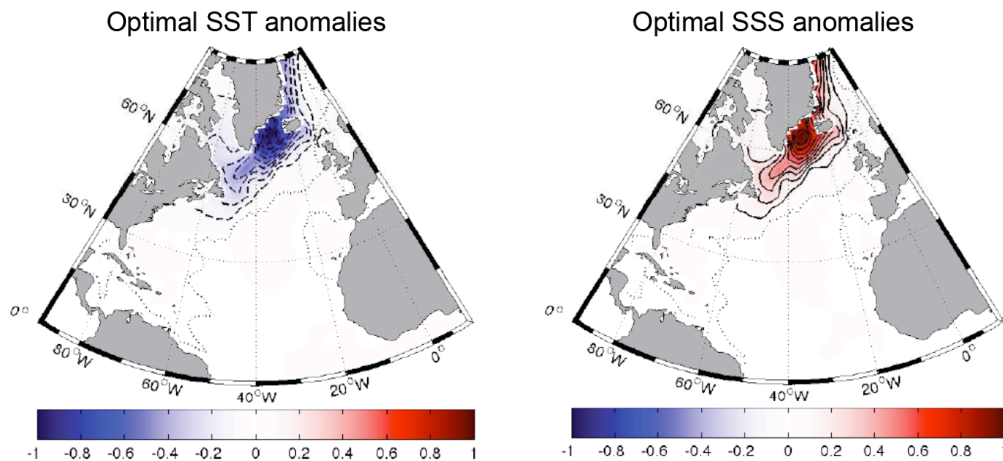 Optimal SST anomalies
Optimal SSS anomalies
60°N
30°N
0°
80°W
60°W
40°W
20°W
0°
60°N
30°N
0°
80°W
60°W
40°W
20°W
0°
-1 -0.8 -0.6 -0.4 -0.2 0 0.2 0.4 0.6 0.8 1
-1 -0.8 -0.6 -0.4 -0.2 0 0.2 0.4 0.6 0.8